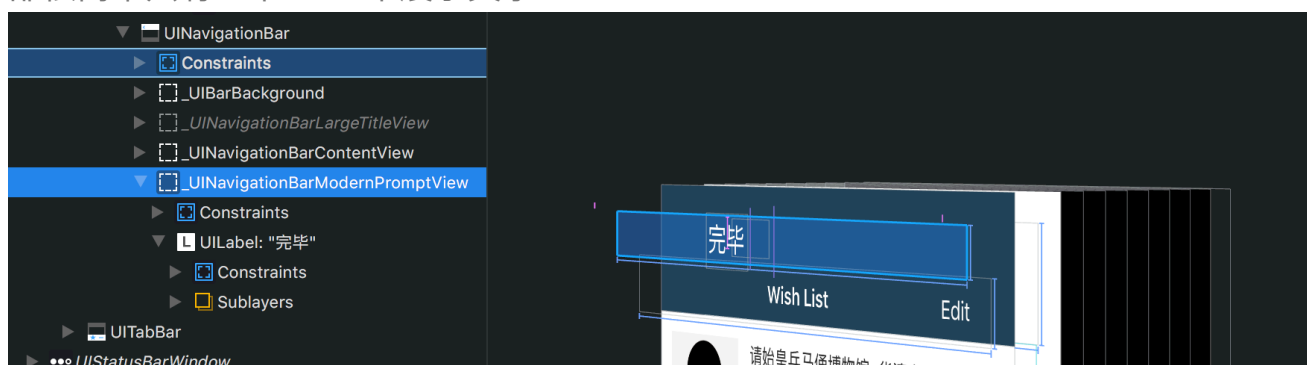 UINavigationBar
Constraints
_UIBarBackground
_UINavigationBarLargeTitleView
_UINavigationBarContentView
_UINavigationBarModernPromptView
Constraints
L UILabel: "完毕"
Constraints
Sublayers
UITabBar
UIStatusBarWindow
完毕
Wish List
Edit